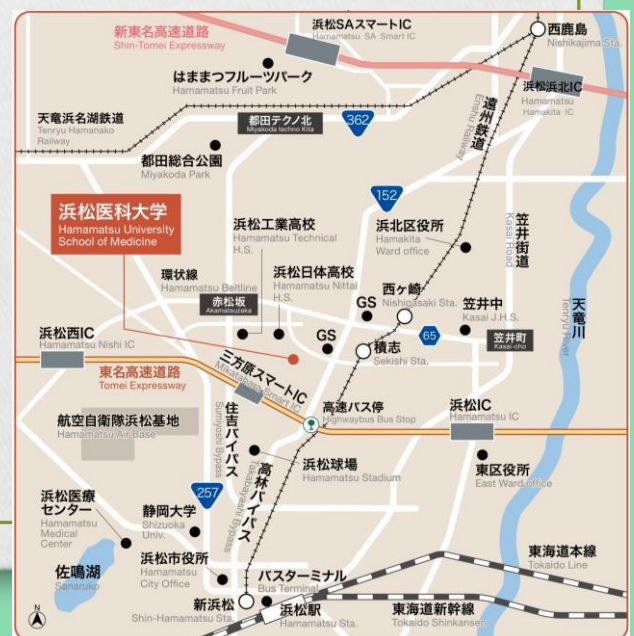 新東名高速道路
Shin-Tomei Expressway
浜松SAスマートIC
Hamamatsu SA Smart IC
西鹿島
Nishikajima Sta.
はままつフルーツパーク
Hamamatsu Fruit Park
浜松浜北IC
Hamamatsu
Hamakita IC
天竜浜名湖鉄道
Tenryu Hamanako
Railway
都田テクノ北
Miyakoda techno Kita
362
遠州鉄道
Enshu Railway
都田総合公園
Miyakoda Park
152
浜松医科大学
Hamamatsu University
School of Medicine
浜松工業高校
Hamamatsu Technical
H.S.
浜北区役所
Hamakita
Ward office
笠井街道
Kasai Road
環状線
Hamamatsu Beltline
浜松日体高校
Hamamatsu Nittai
H.S.
西ヶ崎
Nishigasaki Sta.
赤松坂
Akamatsuzaka
GS
笠井中
Kasai J.H.S.
天竜川
Tenryu River
浜松西IC
Hamamatsu Nishi IC
GS
65
笠井町
Kasai-cho
積志
Sekishi Sta.
東名高速道路
Tomei Expressway
三方原スマートIC
Mikatahara Smart IC
高速バス停
Highwaybus Bus Stop
浜松IC
Hamamatsu IC
航空自衛隊浜松基地
Hamamatsu Air Base
住吉バイパス
Sumiyoshi Bypass
浜松球場
Hamamatsu Stadium
東区役所
East Ward office
高林バイパス
Takabayashi Bypass
257
浜松医療
センター
Hamamatsu
Medical
Center
静岡大学
Shizuoka
Univ.
佐鳴湖
Sanaruko
浜松市役所
Hamamatsu
City Office
バスターミナル
Bus Terminal
東海道本線
Tokaido Line
新浜松
Shin-Hamamatsu Sta.
浜松駅
Hamamatsu Sta.
東海道新幹線
Tokaido Shinkansen
N